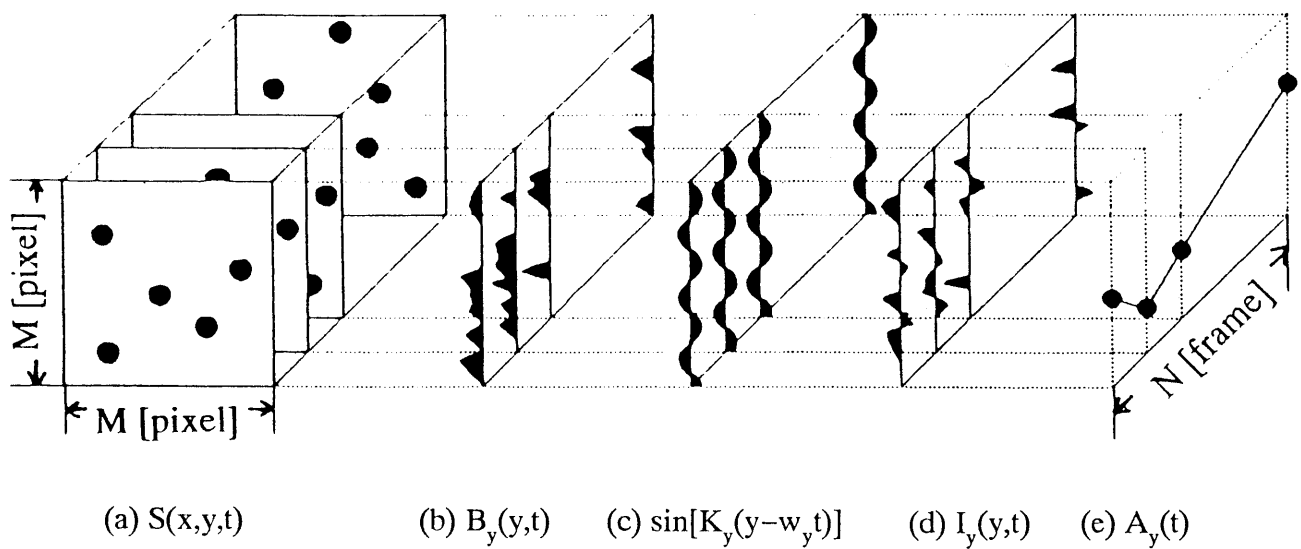 M [pixel]
M [pixel]
N [frame]
(a) S(x,y,t)
(b) B_y(y,t)
(c) sin[K_y(y−w_yt)]
(d) I_y(y,t)
(e) A_y(t)